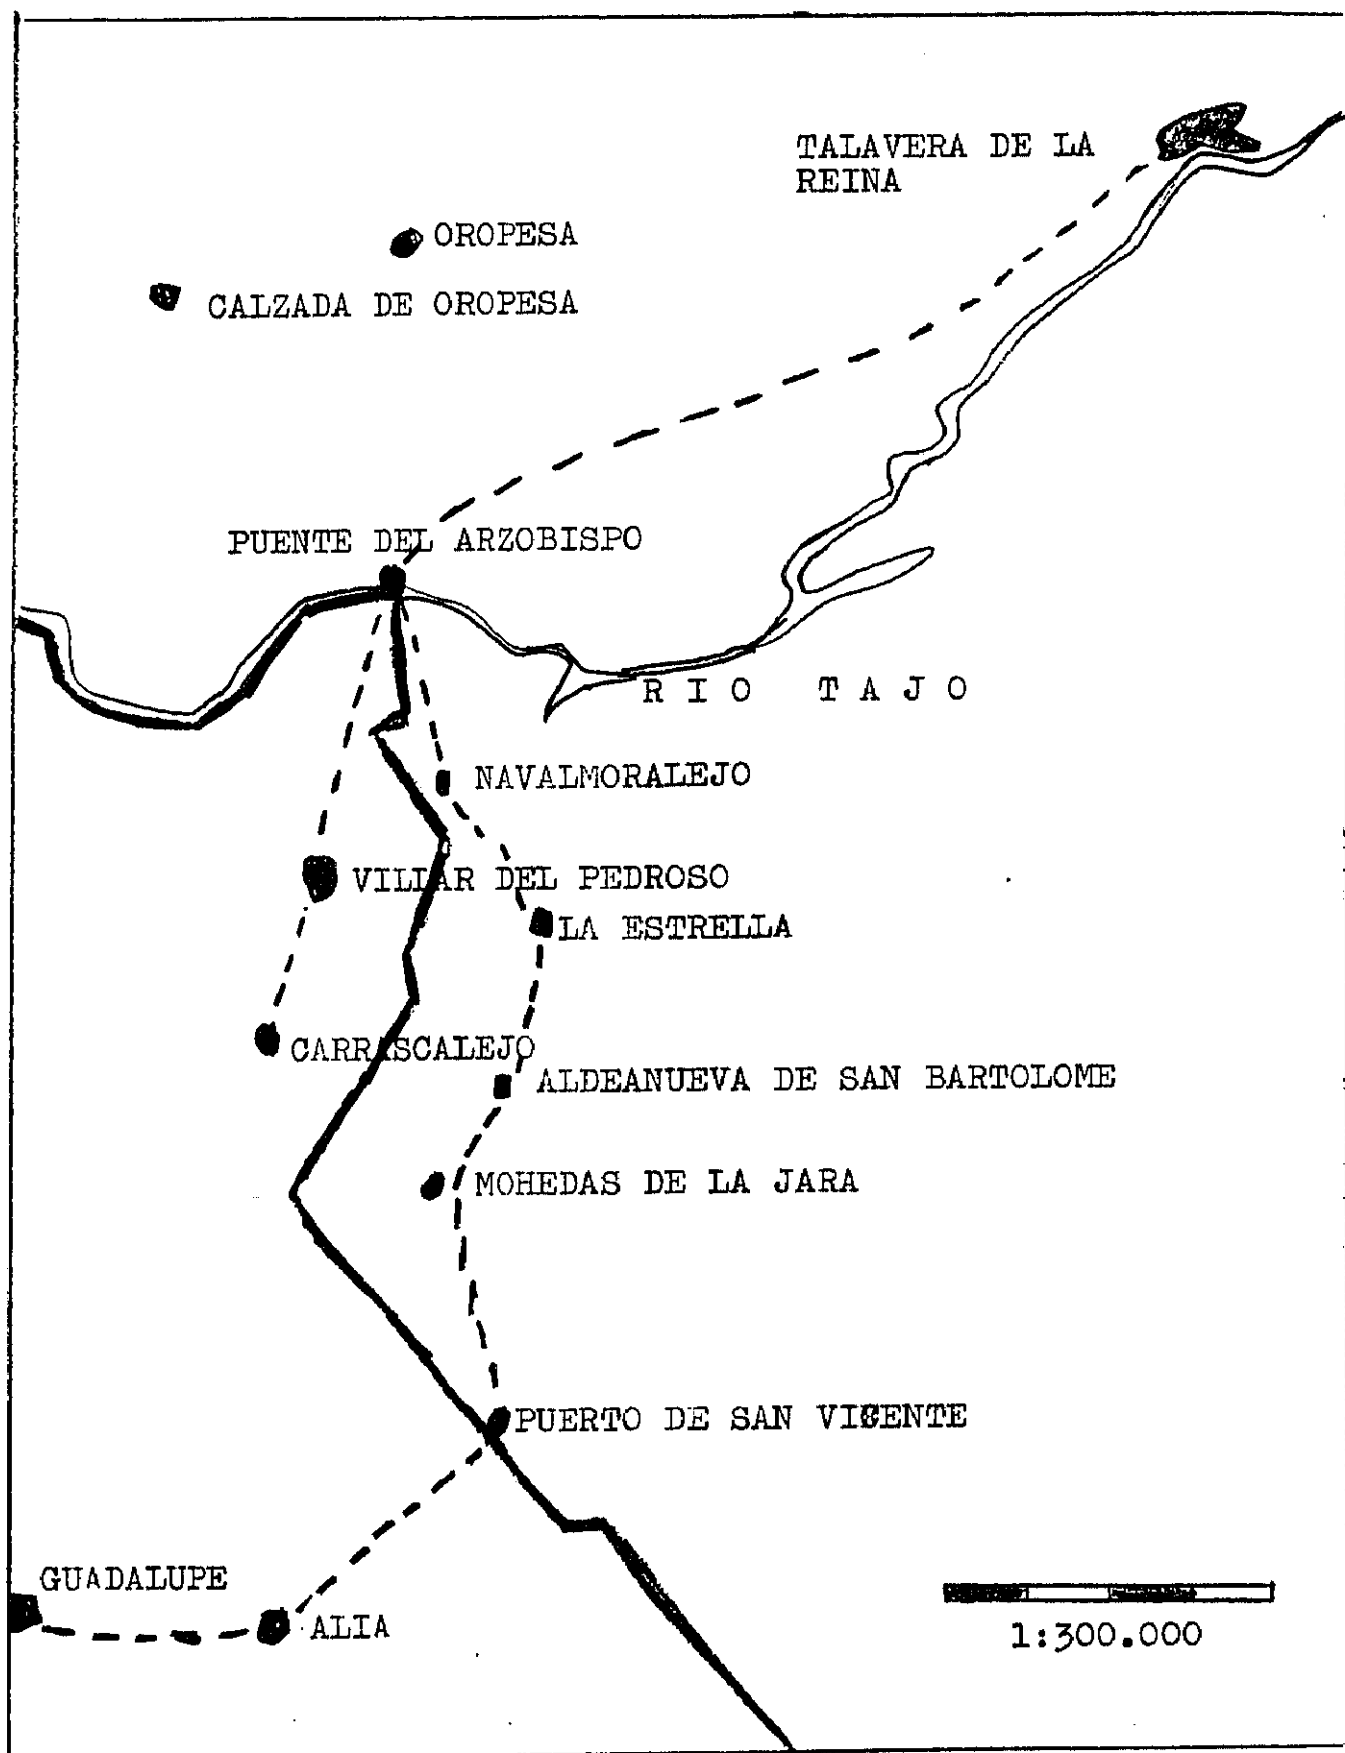 TALAVERA DE LA
REINA
OROPESA
CALZADA DE OROPESA
PUENTE DEL ARZOBISPO
RIO TAJO
NAVALMORALEJO
VILLAR DEL PEDROSO
LA ESTRELLA
CARRASCALEJO
ALDEANUEVA DE SAN BARTOLOME
MOHEDAS DE LA JARA
PUERTO DE SAN VICENTE
GUADALUPE
ALIA
1:300.000